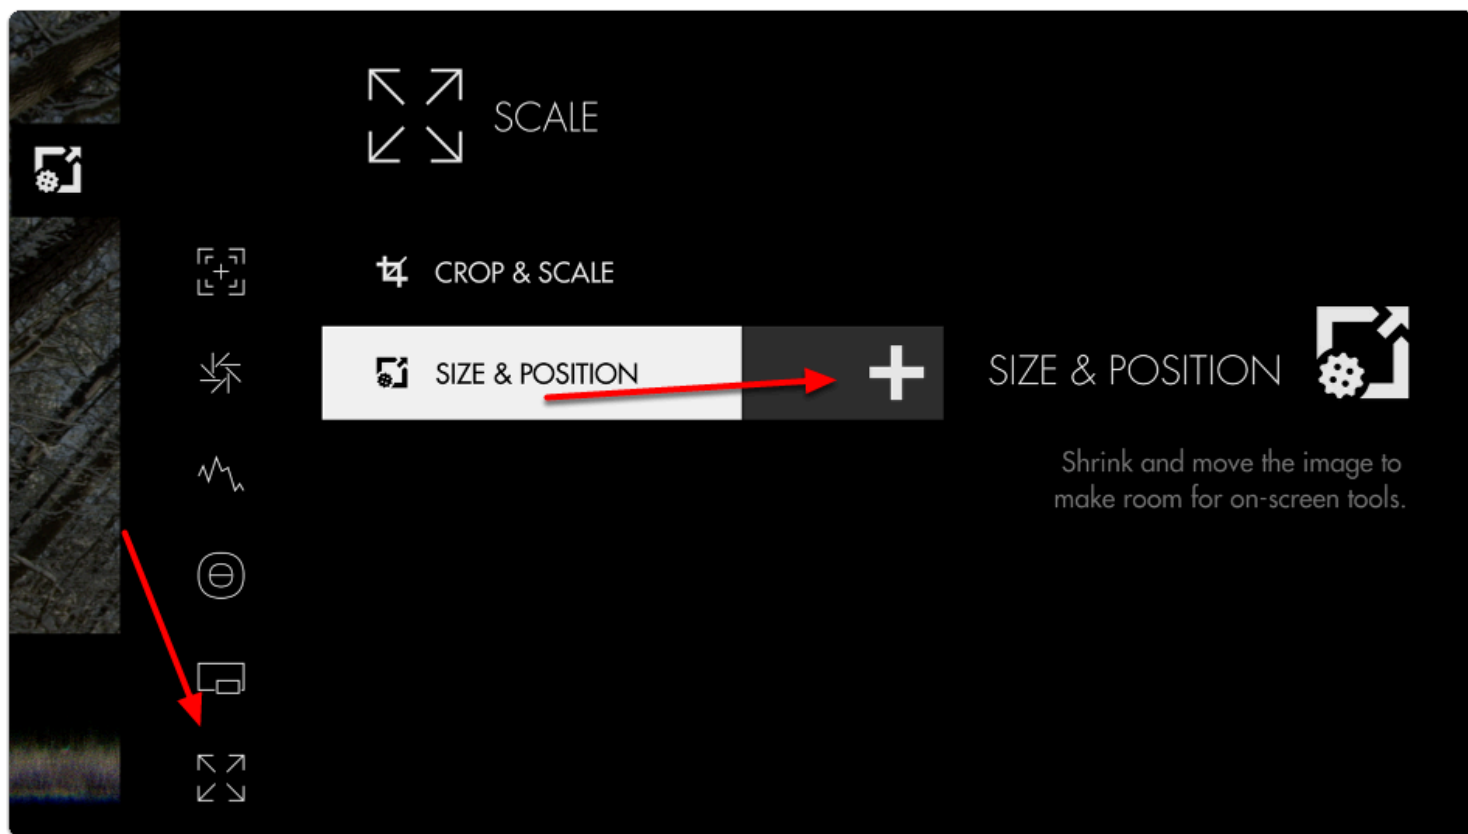 SCALE
CROP & SCALE
SIZE & POSITION
SIZE & POSITION
Shrink and move the image to
make room for on-screen tools.